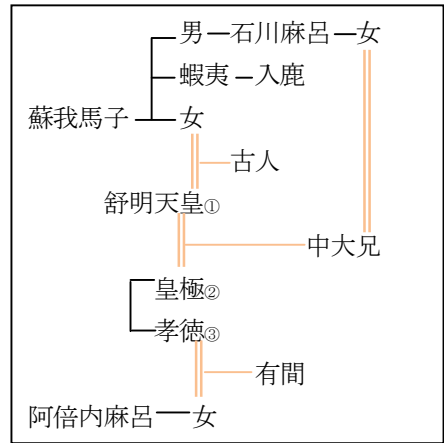 男 石川麻呂 女
蝦夷 入鹿
蘇我馬子 女
古人
舒明天皇①
中大兄
皇極②
孝徳③
有間
阿倍内麻呂 女